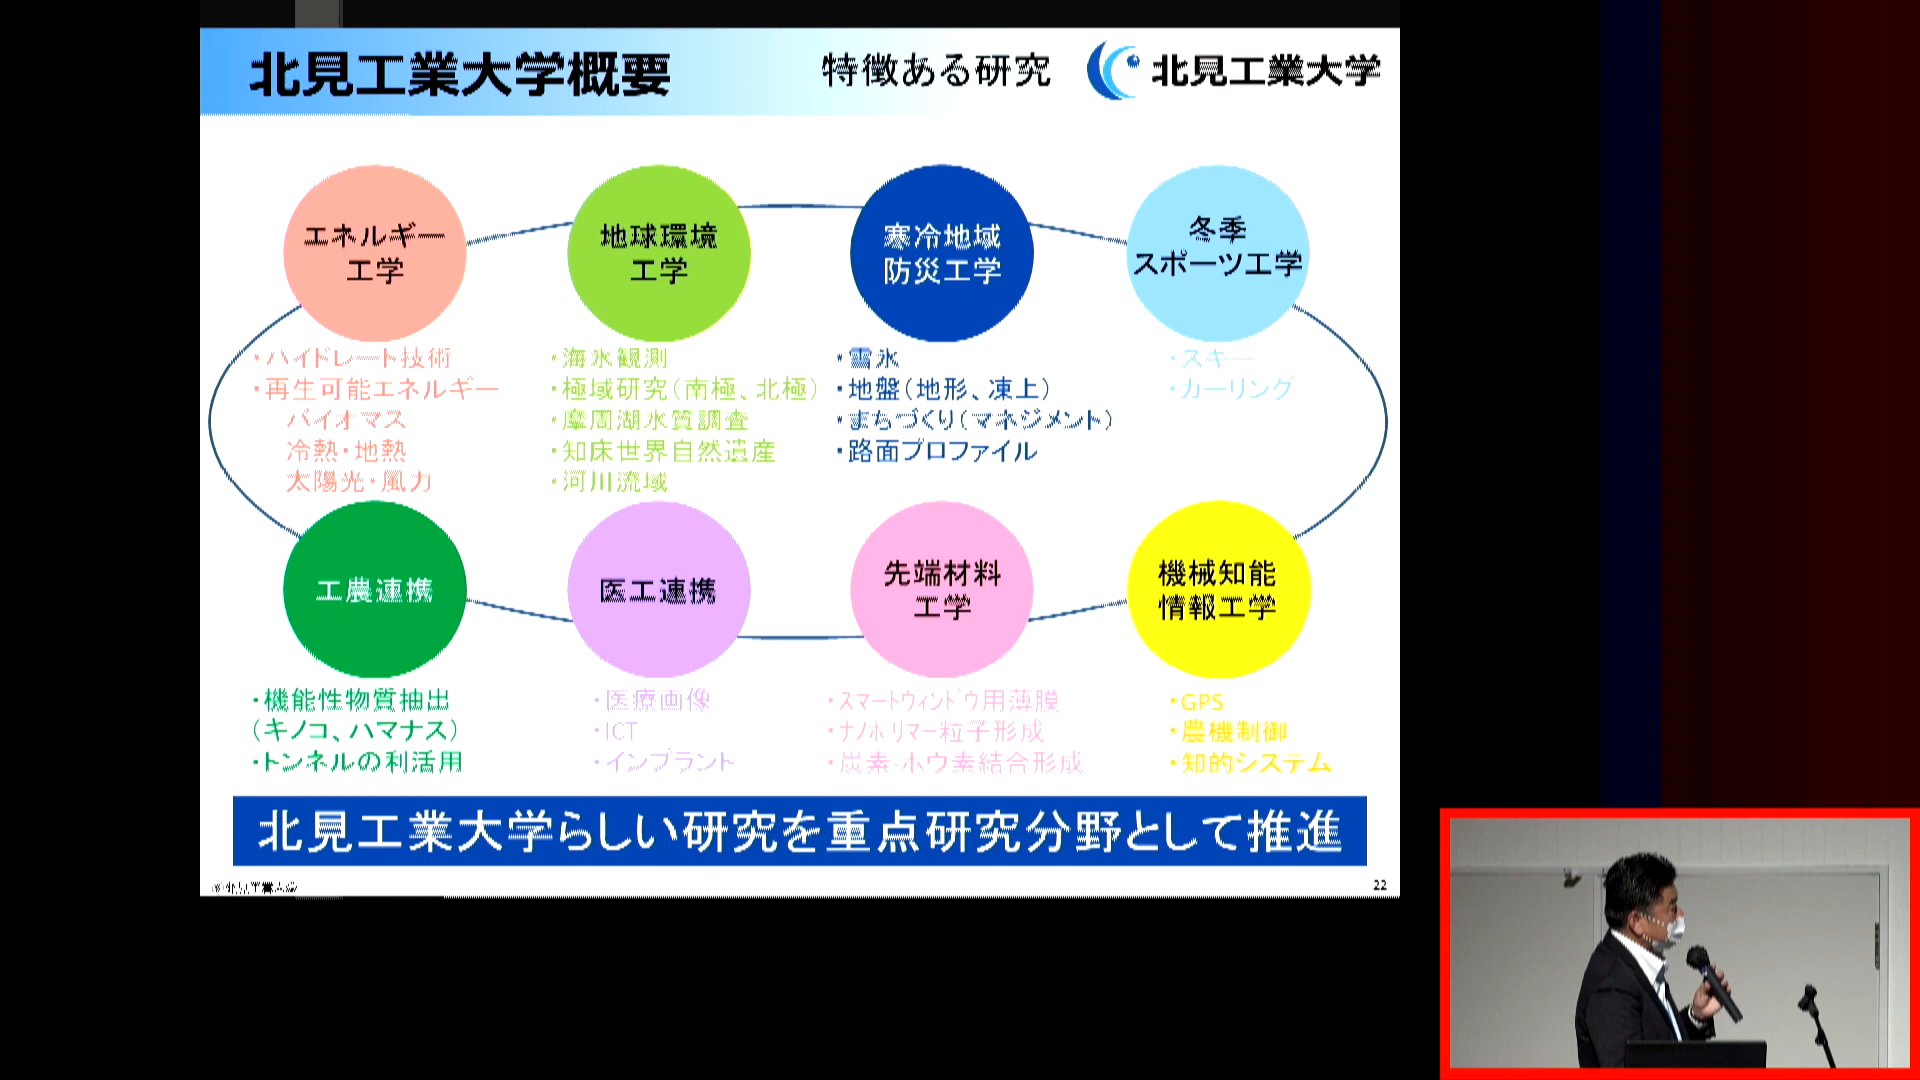 北見工業大学概要
特徴ある研究
北見工業大学
エネルギー
工学
・ハイドレート技術
・再生可能エネルギー
バイオマス
冷熱・地熱
太陽光・風力
地球環境
工学
・海氷観測
・極域研究(南極、北極)
・摩周湖水質調査
・知床世界自然遺産
・河川流域
寒冷地域
防災工学
・雪氷
・地盤(地形、凍上)
・まちづくり(マネジメント)
・路面プロファイル
冬季
スポーツ工学
・スキー
・カーリング
工農連携
・機能性物質抽出
(キノコ、ハマナス)
・トンネルの利活用
医工連携
・医療画像
・ICT
・インプラント
先端材料
工学
・スマートウィンドウ用薄膜
・ナノポリマー粒子形成
・炭素-ホウ素結合形成
機械知能
情報工学
・GPS
・農機制御
・知的システム
北見工業大学らしい研究を重点研究分野として推進
22